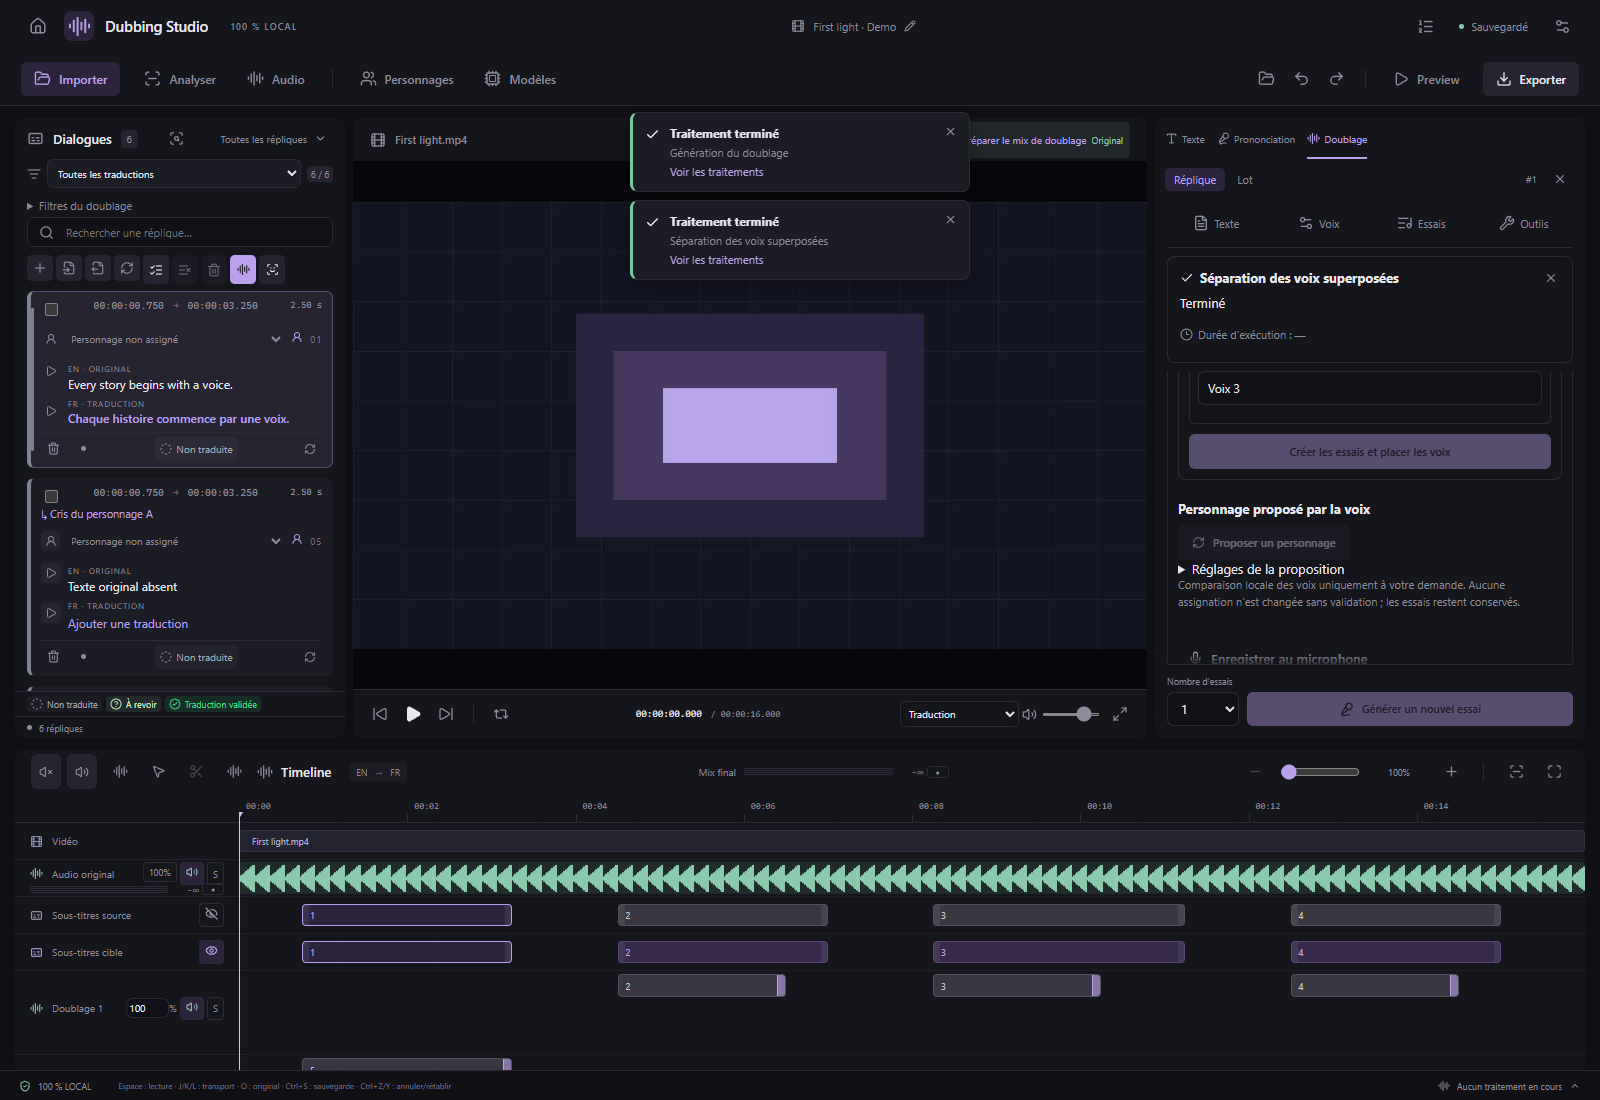 Dubbing Studio
100 % LOCAL
First light · Demo
Sauvegardé
Importer
Analyser
Audio
Personnages
Modèles
Preview
Exporter
Dialogues
6
Toutes les répliques
Toutes les traductions
6 / 6
Filtres du doublage
Rechercher une réplique...
00:00:00.750 → 00:00:03.250
2.50 s
Personnage non assigné
01
EN · ORIGINAL
Every story begins with a voice.
FR · TRADUCTION
Chaque histoire commence par une voix.
Non traduite
00:00:00.750 → 00:00:03.250
2.50 s
Cris du personnage A
Personnage non assigné
05
EN · ORIGINAL
Texte original absent
FR · TRADUCTION
Ajouter une traduction
Non traduite
Non traduite
À revoir
Traduction validée
6 répliques
First light.mp4
éparer le mix de doublage
Original
Traitement terminé
Génération du doublage
Voir les traitements
Traitement terminé
Séparation des voix superposées
Voir les traitements
00:00:00.000 / 00:00:16.000
Traduction
Texte
Prononciation
Doublage
Réplique
Lot
#1
Texte
Voix
Essais
Outils
Séparation des voix superposées
Terminé
Durée d'exécution : —
Voix 3
Créer les essais et placer les voix
Personnage proposé par la voix
Proposer un personnage
Réglages de la proposition
Comparaison locale des voix uniquement à votre demande. Aucune
assignation n'est changée sans validation ; les essais restent conservés.
Enregistrer au microphone
Nombre d'essais
1
Générer un nouvel essai
Timeline
EN → FR
Mix final
-∞
100%
00:00
00:02
00:04
00:06
00:08
00:10
00:12
00:14
Vidéo
First light.mp4
Audio original
100%
S
-∞
Sous-titres source
1
2
3
4
Sous-titres cible
1
2
3
4
Doublage 1
100
%
S
2
3
4
100 % LOCAL
Espace : lecture · J/K/L : transport · O : original · Ctrl+S : sauvegarde · Ctrl+Z/Y : annuler/rétablir
Aucun traitement en cours